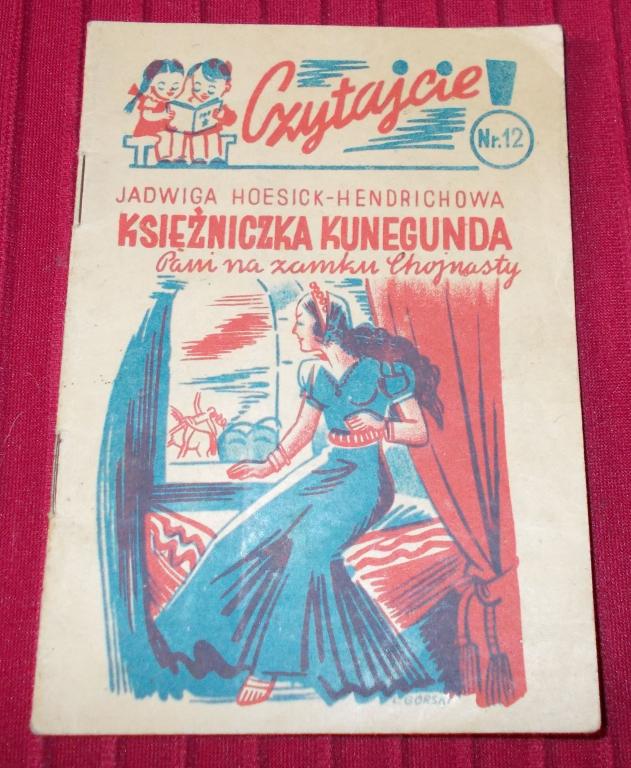 Czytajcie!
Nr. 12
JADWIGA HOESICK-HENDRICHOWA
KSIĘŻNICZKA KUNEGUNDA
Pani na zamku Chojnasty
GÓRSKI